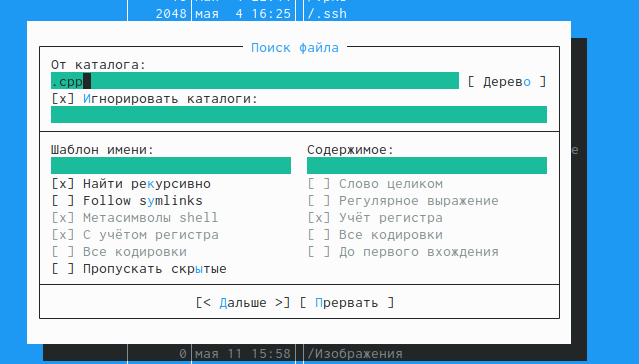 2048 мая 4 16:25 /.ssh
Поиск файла
От каталога:
.cpp [ Дерево ]
[x] Игнорировать каталоги:
Шаблон имени: Содержимое:
[x] Найти рекурсивно [ ] Слово целиком
[ ] Follow symlinks [ ] Регулярное выражение
[x] Метасимволы shell [x] Учёт регистра
[x] С учётом регистра [ ] Все кодировки
[ ] Все кодировки [ ] До первого вхождения
[ ] Пропускать скрытые
[< Дальше >] [ Прервать ]
0 мая 11 15:58 /Изображения